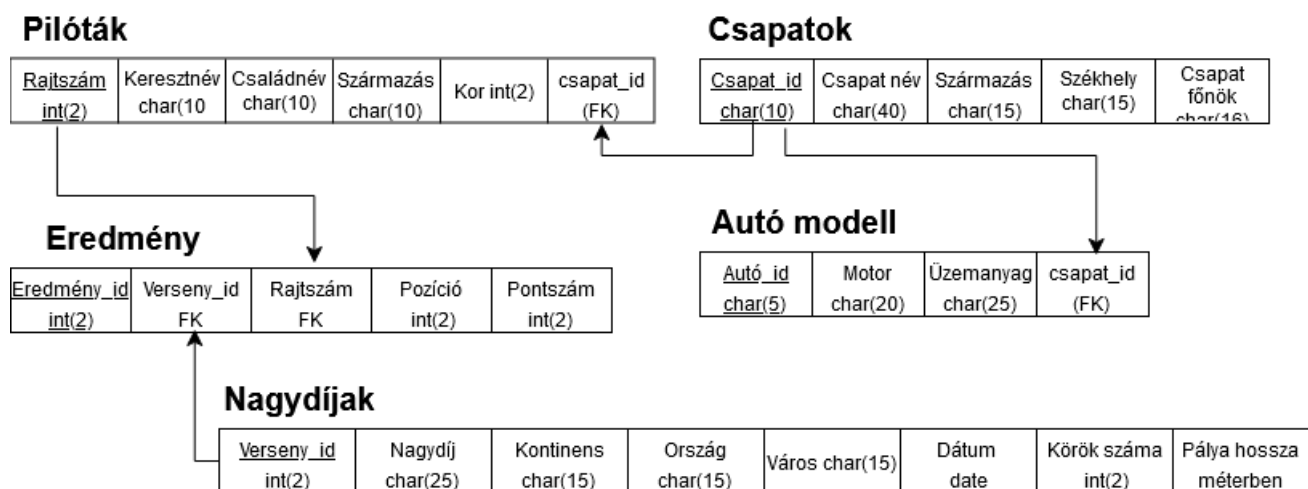 Pilóták
Csapatok
Rajtszám
int(2)
Keresztnév
char(10
Családnév
char(10)
Származás
char(10)
Kor int(2)
csapat_id
(FK)
Csapat_id
char(10)
Csapat név
char(40)
Származás
char(15)
Székhely
char(15)
Csapat
főnök
char(16)
Eredmény
Autó modell
Eredmény_id
int(2)
Verseny_id
FK
Rajtszám
FK
Pozíció
int(2)
Pontszám
int(2)
Autó_id
char(5)
Motor
char(20)
Üzemanyag
char(25)
csapat_id
(FK)
Nagydíjak
Verseny_id
int(2)
Nagydíj
char(25)
Kontinens
char(15)
Ország
char(15)
Város char(15)
Dátum
date
Körök száma
int(2)
Pálya hossza
méterben